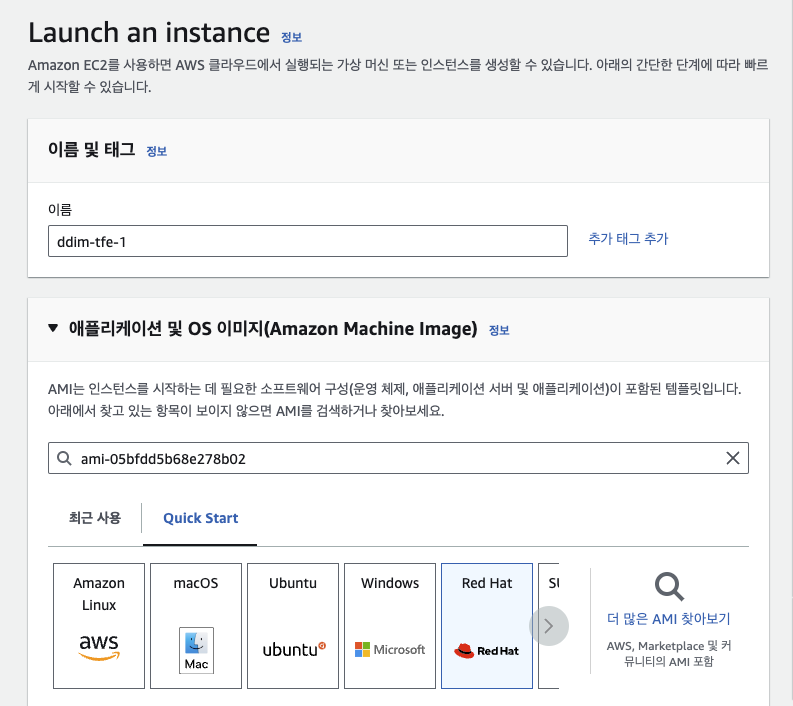 Launch an instance 정보
Amazon EC2를 사용하면 AWS 클라우드에서 실행되는 가상 머신 또는 인스턴스를 생성할 수 있습니다. 아래의 간단한 단계에 따라 빠르
게 시작할 수 있습니다.
이름 및 태그 정보
이름
ddim-tfe-1
추가 태그 추가
애플리케이션 및 OS 이미지(Amazon Machine Image) 정보
AMI는 인스턴스를 시작하는 데 필요한 소프트웨어 구성(운영 체제, 애플리케이션 서버 및 애플리케이션)이 포함된 템플릿입니다.
아래에서 찾고 있는 항목이 보이지 않으면 AMI를 검색하거나 찾아보세요.
ami-05bfdd5b68e278b02
최근 사용
Quick Start
Amazon
Linux
aws
macOS
Mac
Ubuntu
ubuntu
Windows
Microsoft
Red Hat
Red Hat
더 많은 AMI 찾아보기
AWS, Marketplace 및 커
뮤니티의 AMI 포함